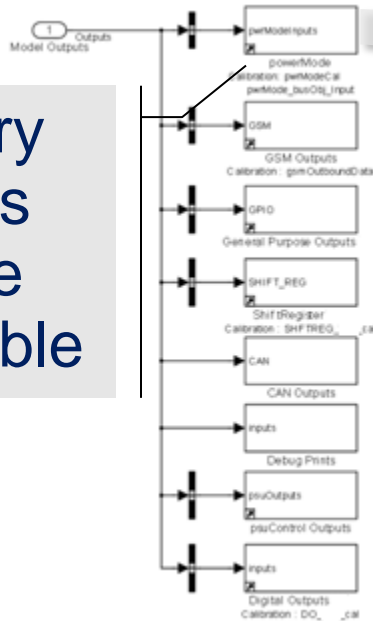 1
Outputs
Model Outputs
pwrModeInputs
powerMode
Calibration: pwrModeCal
pwrMode_busObj_Input
ry
s
e
ble
GSM
GSM Outputs
Calibration : gsmOutboundData
GPIO
General Purpose Outputs
SHIFT_REG
ShiftRegister
Calibration : SHFTREG_ _ca
CAN
CAN Outputs
inputs
Debug Prints
psuOutputs
psuControl Outputs
inputs
Digital Outputs
Calibration : DO_ _cal